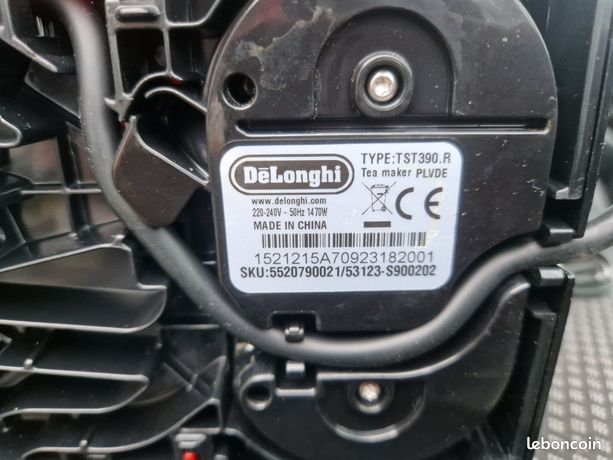 DeLonghi
TYPE:TST390.R
Tea maker PLVDE
www.delonghi.com
220-240V ~ 50Hz 1470W
MADE IN CHINA
CE
1521215A70923182001
SKU:5520790021/53123-S900202
leboncoin